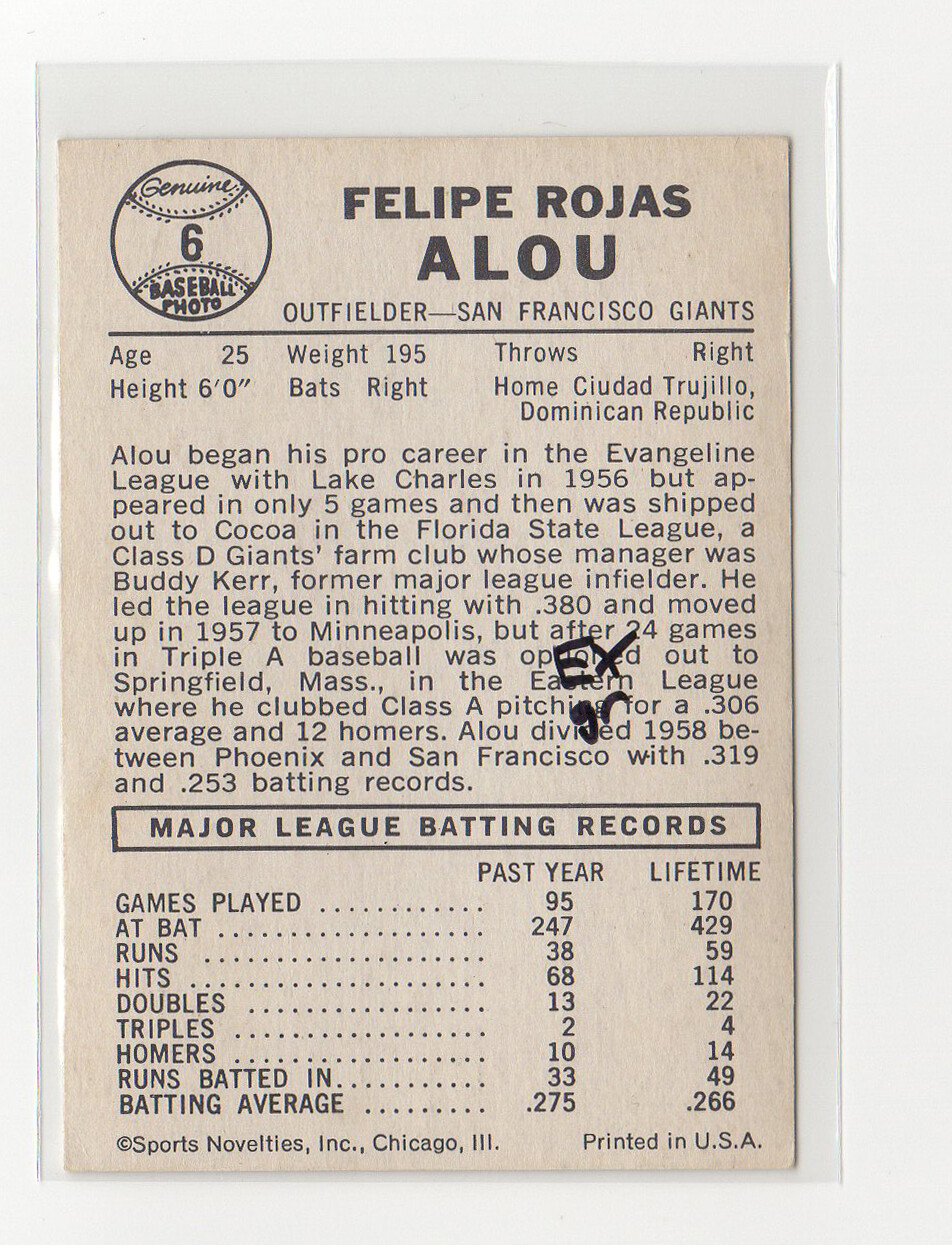 Genuine
6
BASEBALL
PHOTO
FELIPE ROJAS
ALOU
OUTFIELDER—SAN FRANCISCO GIANTS
Age 25 Weight 195 Throws Right
Height 6'0" Bats Right Home Ciudad Trujillo,
Dominican Republic
Alou began his pro career in the Evangeline
League with Lake Charles in 1956 but ap-
peared in only 5 games and then was shipped
out to Cocoa in the Florida State League, a
Class D Giants' farm club whose manager was
Buddy Kerr, former major league infielder. He
led the league in hitting with .380 and moved
up in 1957 to Minneapolis, but after 24 games
in Triple A baseball was optioned out to
Springfield, Mass., in the Eastern League
where he clubbed Class A pitching for a .306
average and 12 homers. Alou divided 1958 be-
tween Phoenix and San Francisco with .319
and .253 batting records.
EX
MAJOR LEAGUE BATTING RECORDS
PAST YEAR LIFETIME
GAMES PLAYED ............ 95 170
AT BAT .................... 247 429
RUNS ..................... 38 59
HITS ...................... 68 114
DOUBLES .................. 13 22
TRIPLES ................... 2 4
HOMERS ................... 10 14
RUNS BATTED IN........... 33 49
BATTING AVERAGE ......... .275 .266
©Sports Novelties, Inc., Chicago, Ill. Printed in U.S.A.